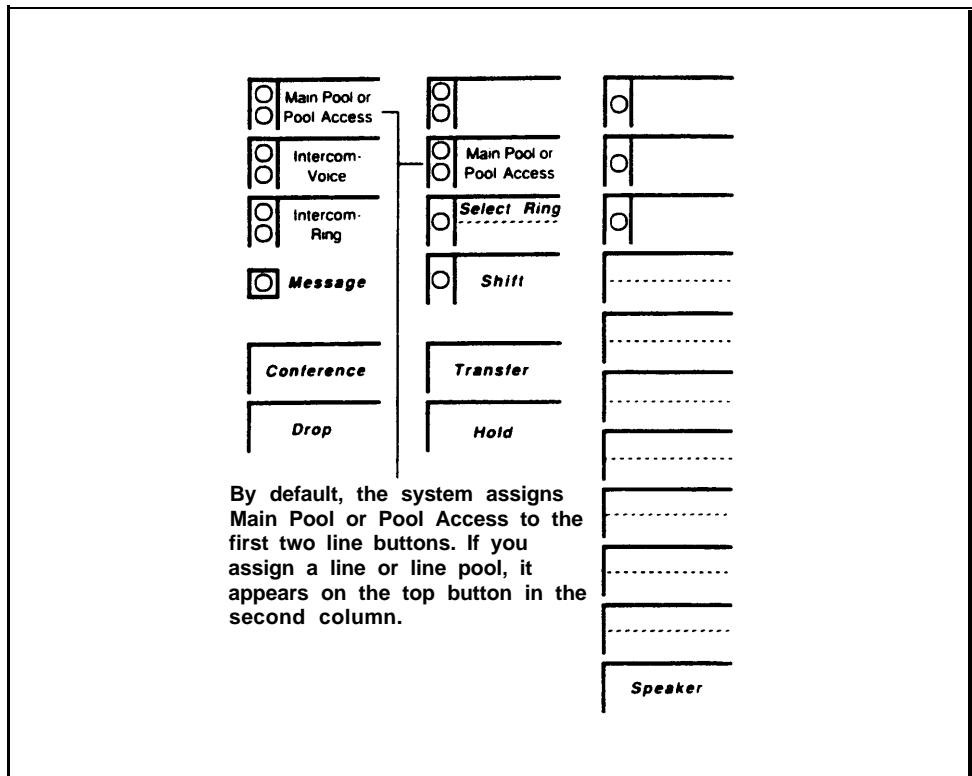 Main Pool or
Pool Access
Intercom-
Voice
Intercom-
Ring
Message
Conference
Drop
Main Pool or
Pool Access
Select Ring
Shift
Transfer
Hold
Speaker
By default, the system assigns
Main Pool or Pool Access to the
first two line buttons. If you
assign a line or line pool, it
appears on the top button in the
second column.